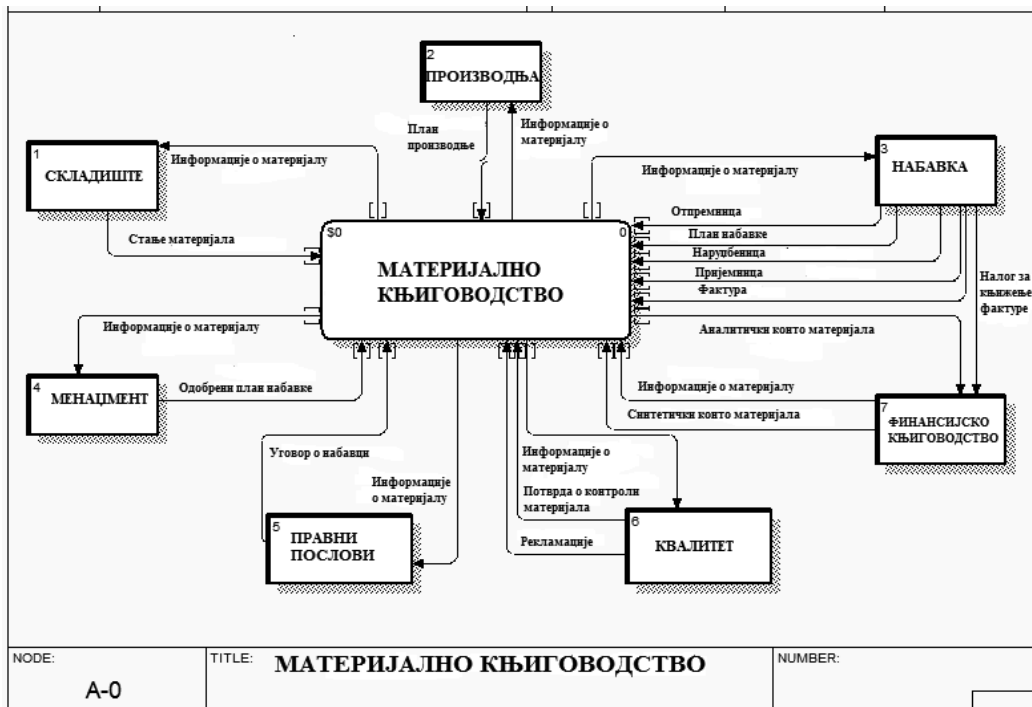 2
ПРОИЗВОДЊА
План
производње
Информације о
материјалу
1
СКЛАДИШТЕ
Информације о материјалу
Стање материјала
Информације о материјалу
3
НАБАВКА
Отпремница
План набавке
Наруџбеница
Пријемница
Фактура
Налог за
књижење
фактуре
$0
0
МАТЕРИЈАЛНО
КЊИГОВОДСТВО
Аналитички конто материјала
Информације о материјалу
4
МЕНАЏМЕНТ
Одобрени план набавке
Информације о материјалу
Синтетички конто материјала
7
ФИНАНСИЈСКО
КЊИГОВОДСТВО
Уговор о набавци
Информације
о материјалу
5
ПРАВНИ
ПОСЛОВИ
Информације о
материјалу
Потврда о контроли
материјала
Рекламације
6
КВАЛИТЕТ
NODE:
A-0
TITLE:
МАТЕРИЈАЛНО КЊИГОВОДСТВО
NUMBER: